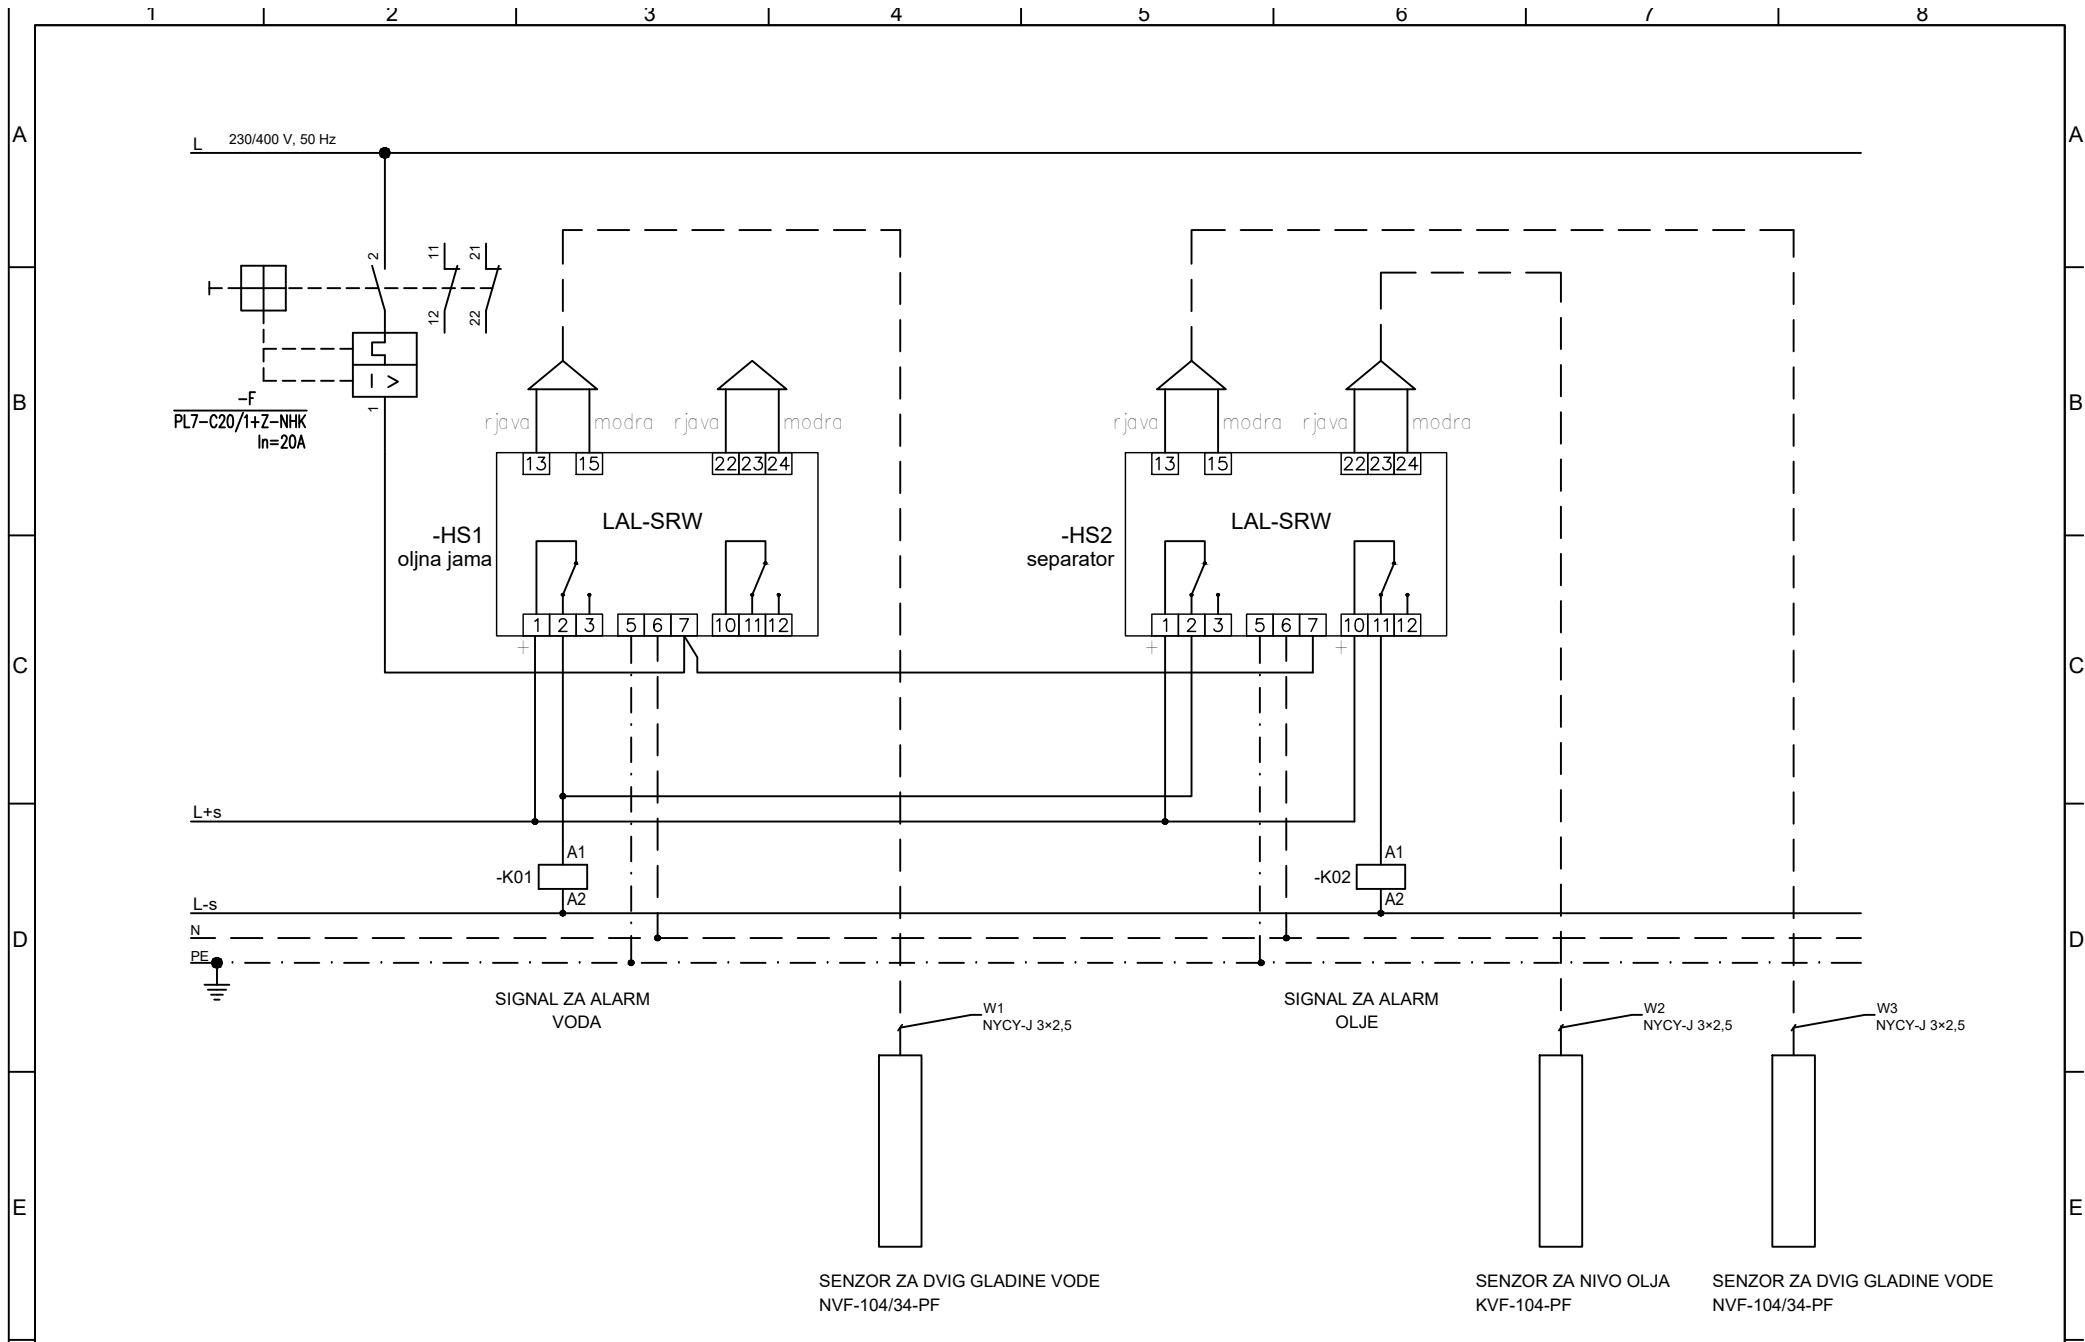 1 2 3 4 5 6 7 8
A A
L 230/400 V, 50 Hz
2 11 21
12 22
I >
1
B B
-F
PL7-C20/1+Z-NHK
In=20A
rjava modra rjava modra rjava modra rjava modra
13 15 22 23 24 13 15 22 23 24
LAL-SRW LAL-SRW
-HS1 -HS2
oljna jama separator
1 2 3 5 6 7 10 11 12 1 2 3 5 6 7 10 11 12
+ + +
C C
L+s
A1 A1
-K01 -K02
A2 A2
L-s
N
D D
PE
SIGNAL ZA ALARM
VODA
SIGNAL ZA ALARM
OLJE
W1
NYCY-J 3×2,5
W2
NYCY-J 3×2,5
W3
NYCY-J 3×2,5
E E
SENZOR ZA DVIG GLADINE VODE
NVF-104/34-PF
SENZOR ZA NIVO OLJA
KVF-104-PF
SENZOR ZA DVIG GLADINE VODE
NVF-104/34-PF